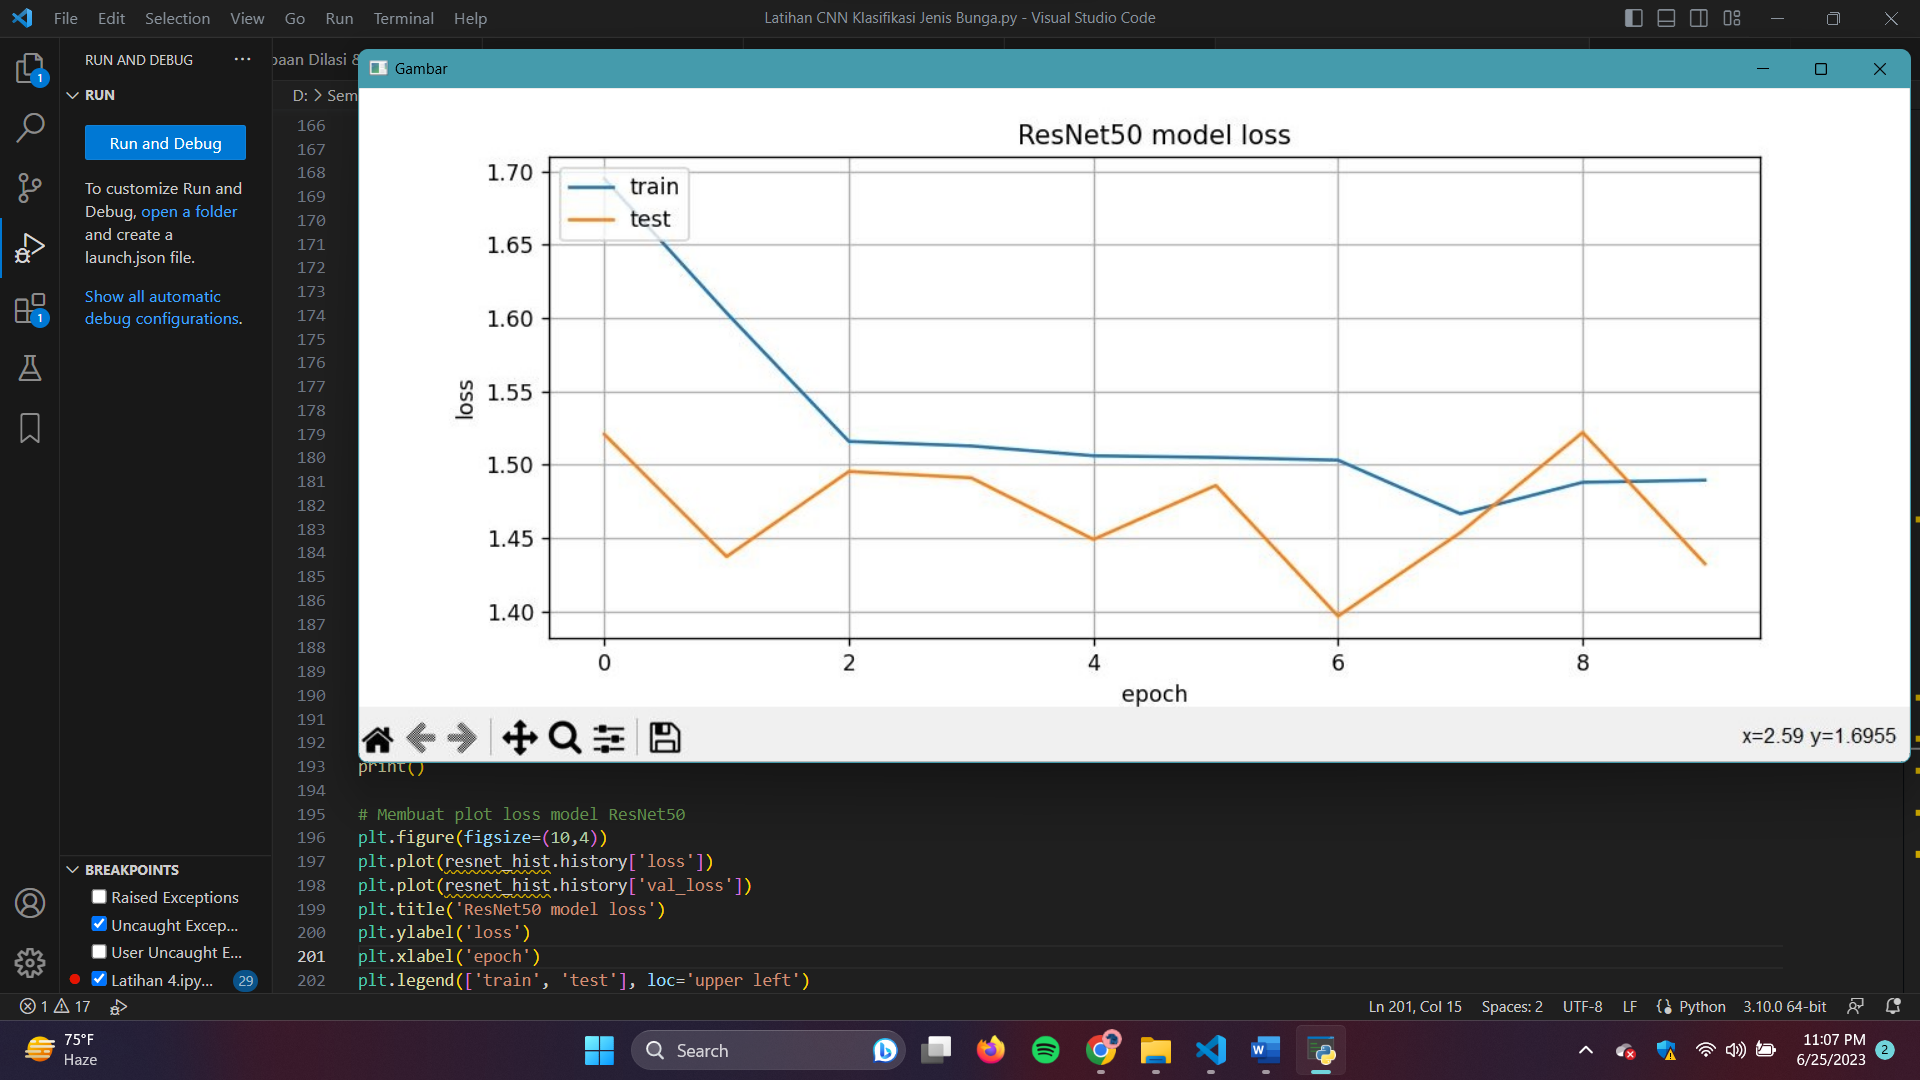 File Edit Selection View Go Run Terminal Help
Latihan CNN Klasifikasi Jenis Bunga.py - Visual Studio Code
RUN AND DEBUG
RUN
Run and Debug
To customize Run and
Debug, open a folder
and create a
launch.json file.
Show all automatic
debug configurations.
1
1
paan Dilasi &
D: > Sem
Gambar
ResNet50 model loss
train
test
loss
1.70
1.65
1.60
1.55
1.50
1.45
1.40
0 2 4 6 8
epoch
x=2.59 y=1.6955
166
167
168
169
170
171
172
173
174
175
176
177
178
179
180
181
182
183
184
185
186
187
188
189
190
191
192
193 print()
194
195 # Membuat plot loss model ResNet50
196 plt.figure(figsize=(10,4))
197 plt.plot(resnet_hist.history['loss'])
198 plt.plot(resnet_hist.history['val_loss'])
199 plt.title('ResNet50 model loss')
200 plt.ylabel('loss')
201 plt.xlabel('epoch')
202 plt.legend(['train', 'test'], loc='upper left')
BREAKPOINTS
Raised Exceptions
Uncaught Excep...
User Uncaught E...
Latihan 4.ipy... 29
1 17
Ln 201, Col 15 Spaces: 2 UTF-8 LF Python 3.10.0 64-bit
75°F
Haze
Search
11:07 PM
6/25/2023
2